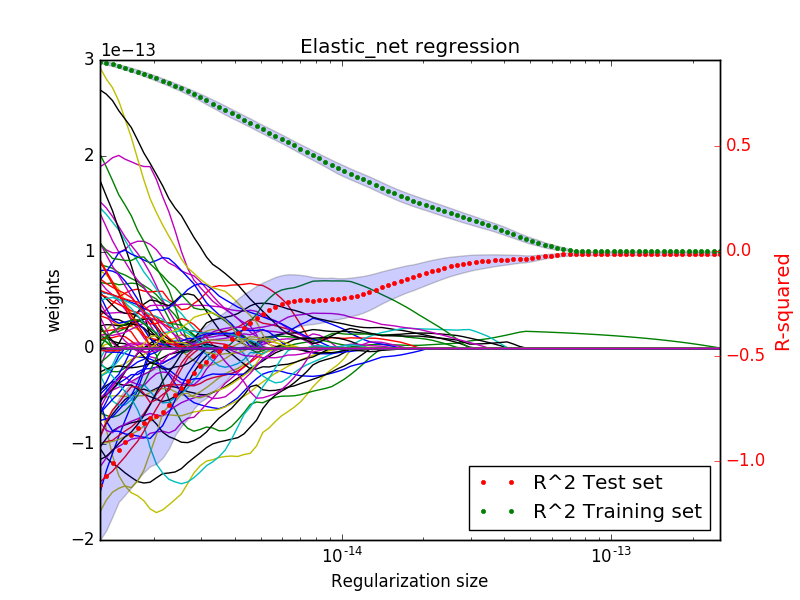 Elastic_net regression
1e−13
3
2
1
0
−1
−2
weights
0.5
0.0
−0.5
−1.0
R-squared
R^2 Test set
R^2 Training set
10^-14
10^-13
Regularization size